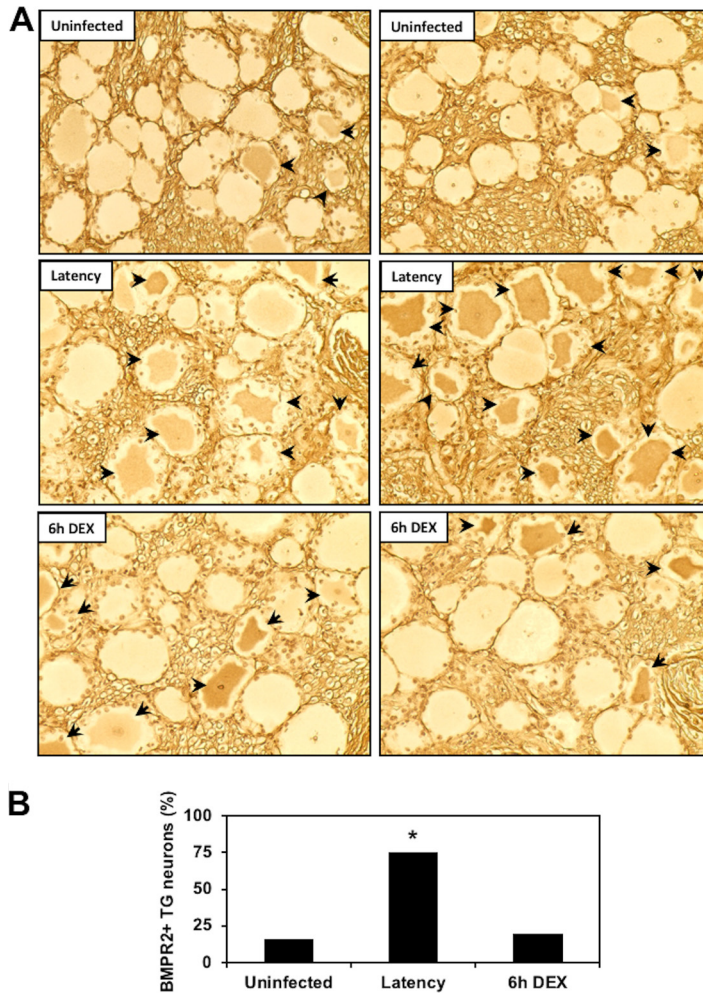 A
Uninfected
Uninfected
Latency
Latency
6h DEX
6h DEX
B
BMPR2+ TG neurons (%)
100
75
50
25
0
*
Uninfected
Latency
6h DEX